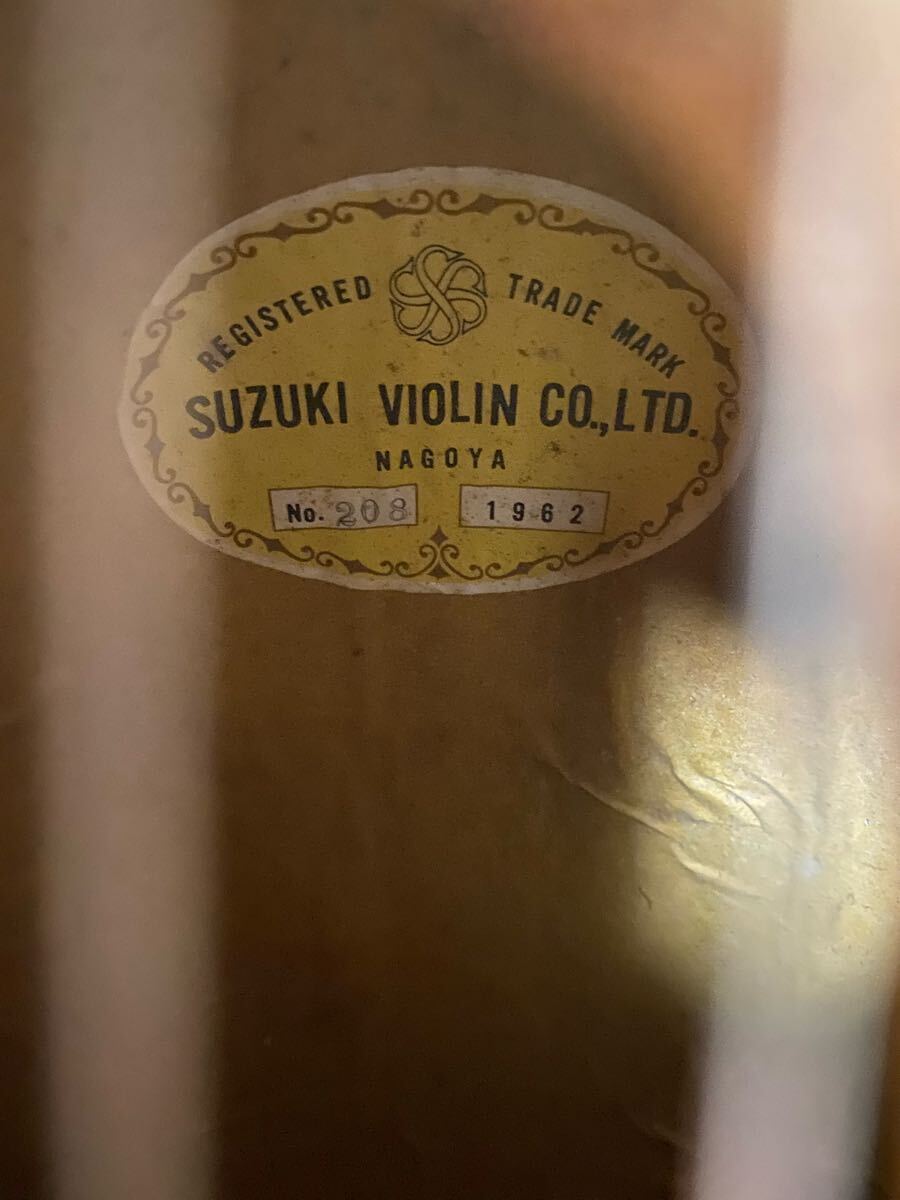 REGISTERED TRADE MARK
SUZUKI VIOLIN CO.,LTD.
NAGOYA
No. 208 1962